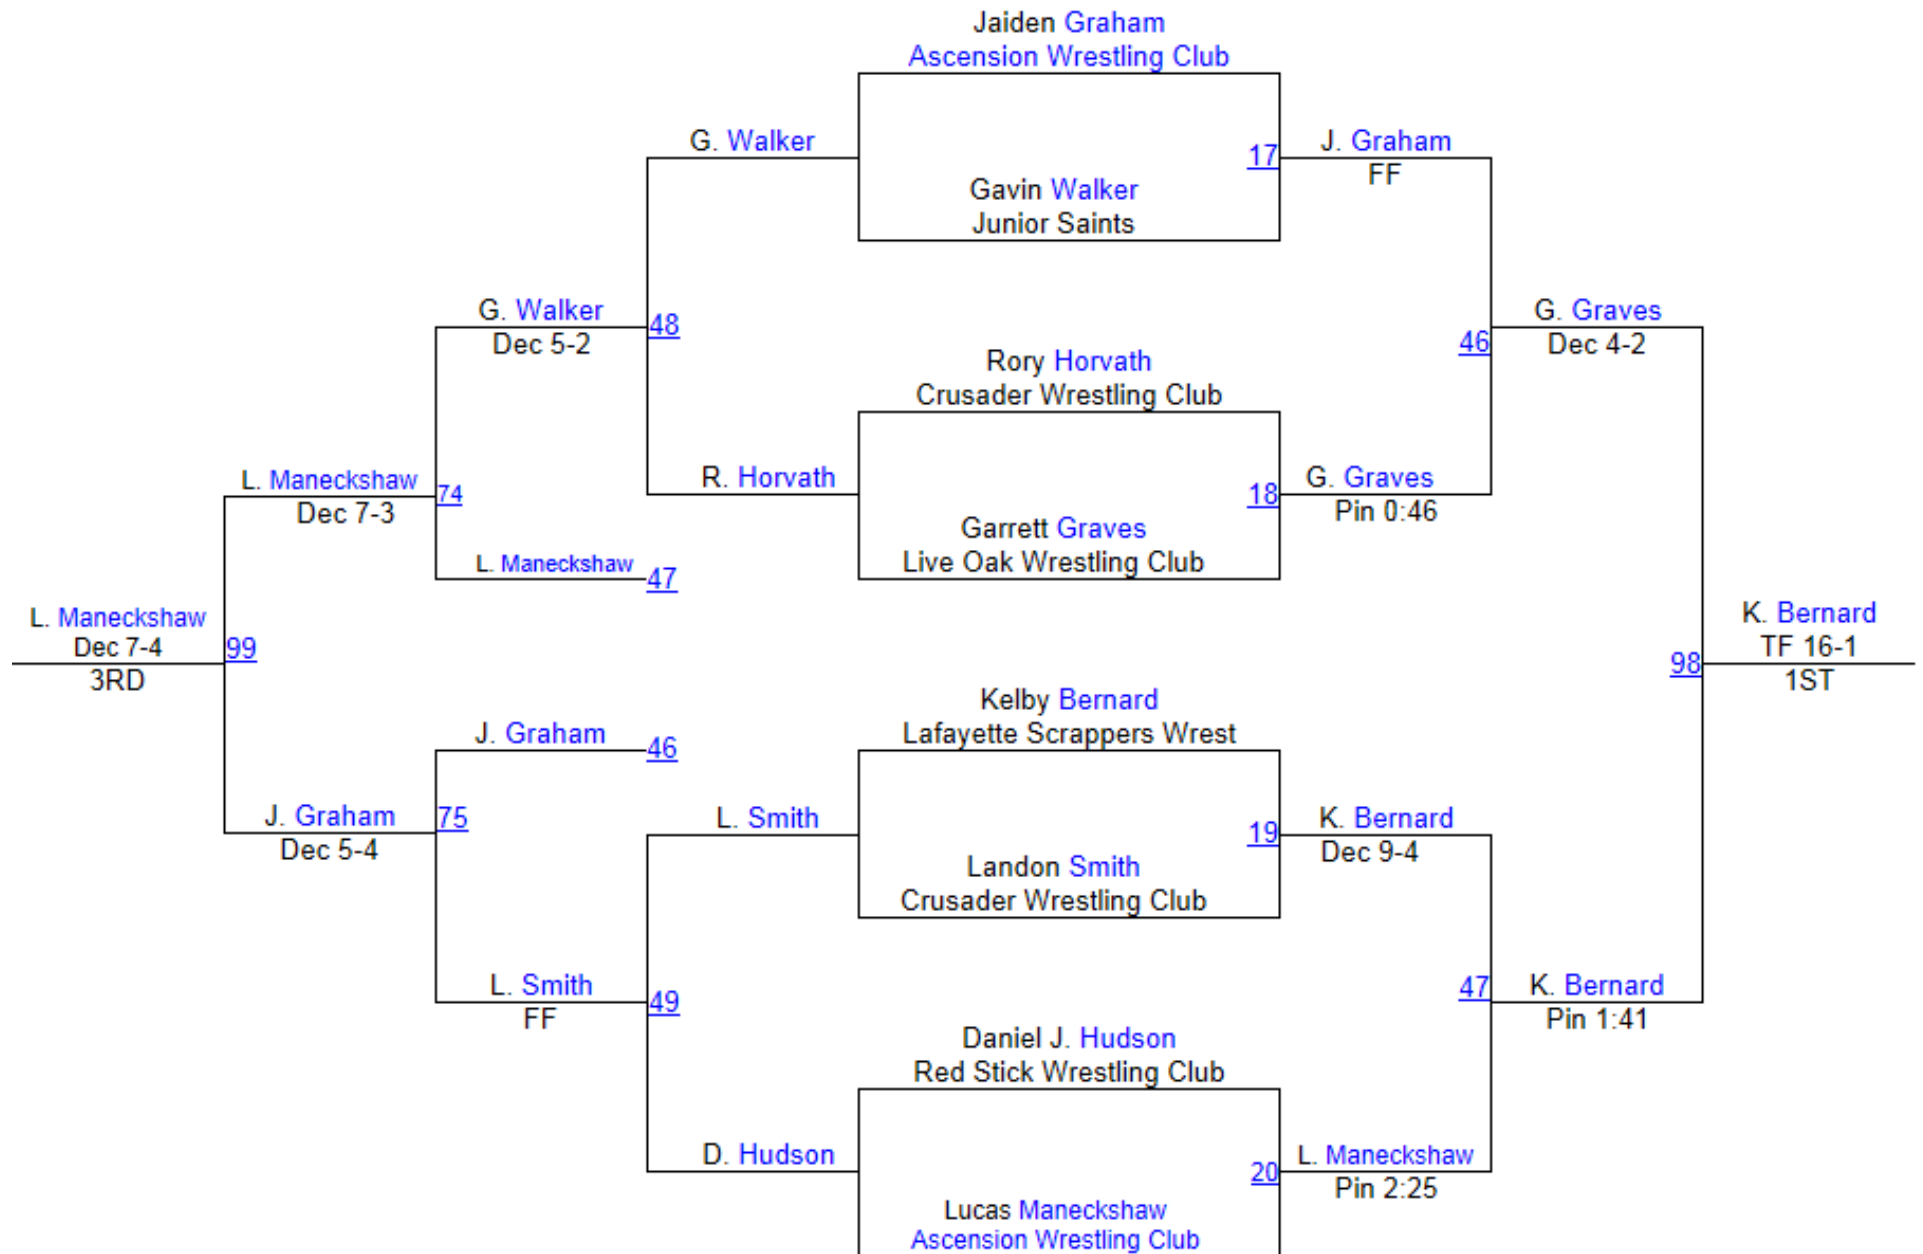 Jaiden Graham
Ascension Wrestling Club
G. Walker
17
J. Graham
FF
Gavin Walker
Junior Saints
G. Walker
Dec 5-2
48
46
G. Graves
Dec 4-2
Rory Horvath
Crusader Wrestling Club
L. Maneckshaw
Dec 7-3
74
R. Horvath
18
G. Graves
Pin 0:46
Garrett Graves
Live Oak Wrestling Club
L. Maneckshaw
47
L. Maneckshaw
Dec 7-4
3RD
99
98
K. Bernard
TF 16-1
1ST
Kelby Bernard
Lafayette Scrappers Wrest
J. Graham
46
J. Graham
Dec 5-4
75
L. Smith
19
K. Bernard
Dec 9-4
Landon Smith
Crusader Wrestling Club
L. Smith
FF
49
47
K. Bernard
Pin 1:41
Daniel J. Hudson
Red Stick Wrestling Club
D. Hudson
20
L. Maneckshaw
Pin 2:25
Lucas Maneckshaw
Ascension Wrestling Club